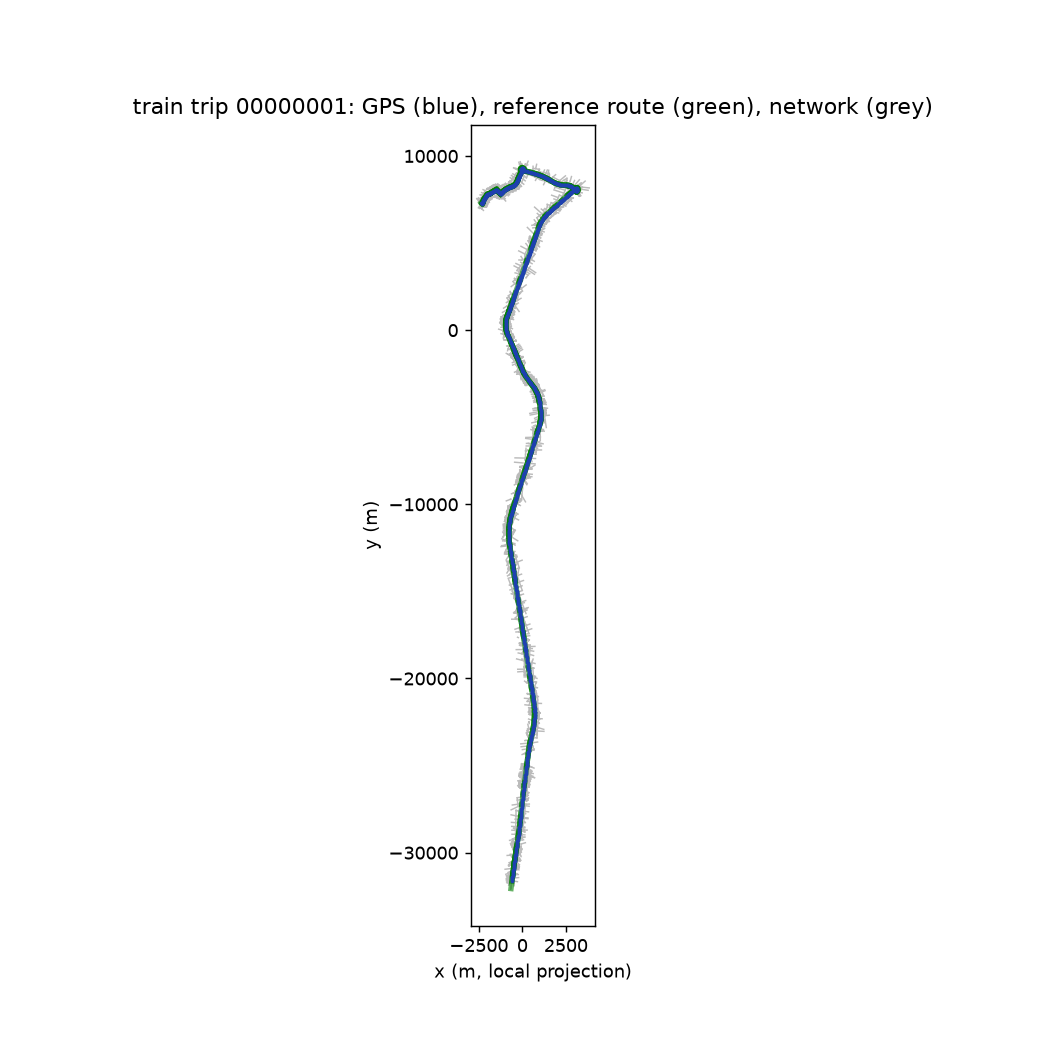 train trip 00000001: GPS (blue), reference route (green), network (grey)
10000
0
−10000
−20000
−30000
y (m)
−2500 0 2500
x (m, local projection)